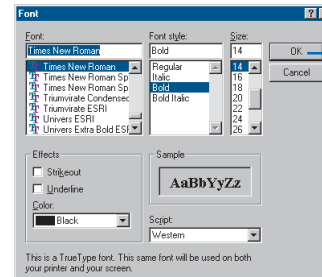 Font
Font: Font style: Size:
Times New Roman Bold 14 OK
Times New Roman Regular 14 Cancel
Times New Roman Sp Italic 16
Times New Roman Sp Bold 18
Triumvirate Condensed Bold Italic 20
Triumvirate ESRI 22
Univers ESRI 24
Univers Extra Bold ESF 26
Effects Sample
Strikeout AaBbYyZz
Underline
Color:
Black Script:
Western
This is a TrueType font. This same font will be used on both
your printer and your screen.